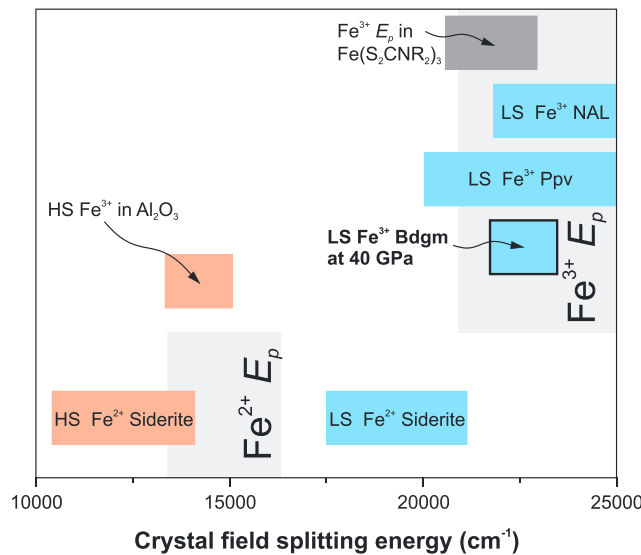 Fe³⁺ Eₚ in
Fe(S₂CNR₂)₃
LS Fe³⁺ NAL
LS Fe³⁺ Ppv
HS Fe³⁺ in Al₂O₃
LS Fe³⁺ Bdgm
at 40 GPa
Fe³⁺ Eₚ
Fe²⁺ Eₚ
HS Fe²⁺ Siderite
LS Fe²⁺ Siderite
10000 15000 20000 25000
Crystal field splitting energy (cm⁻¹)